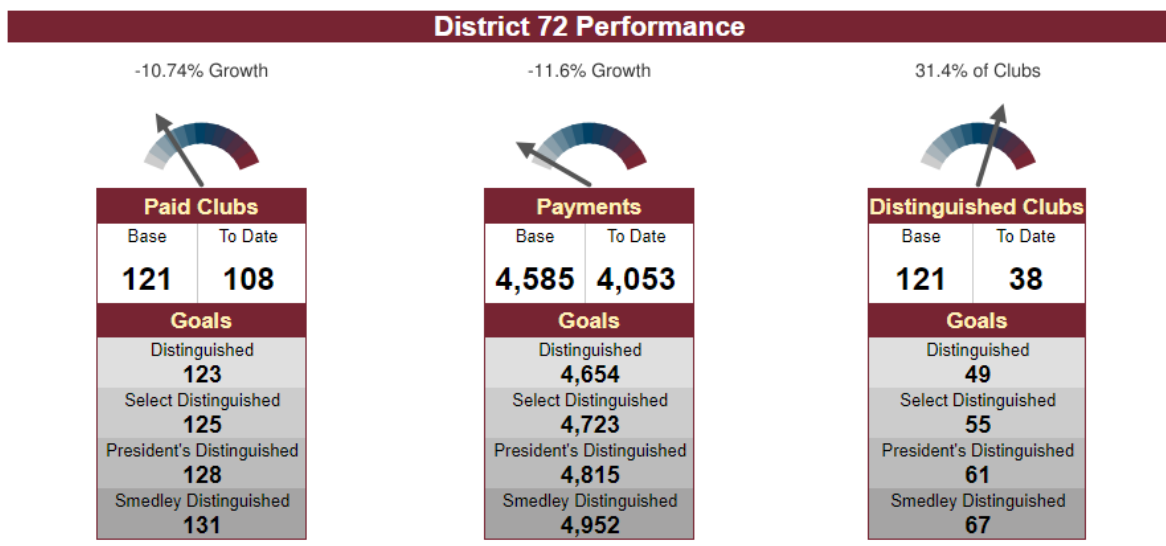 District 72 Performance
-10.74% Growth
Paid Clubs
Base To Date
121 108
Goals
Distinguished
123
Select Distinguished
125
President's Distinguished
128
Smedley Distinguished
131
-11.6% Growth
Payments
Base To Date
4,585 4,053
Goals
Distinguished
4,654
Select Distinguished
4,723
President's Distinguished
4,815
Smedley Distinguished
4,952
31.4% of Clubs
Distinguished Clubs
Base To Date
121 38
Goals
Distinguished
49
Select Distinguished
55
President's Distinguished
61
Smedley Distinguished
67